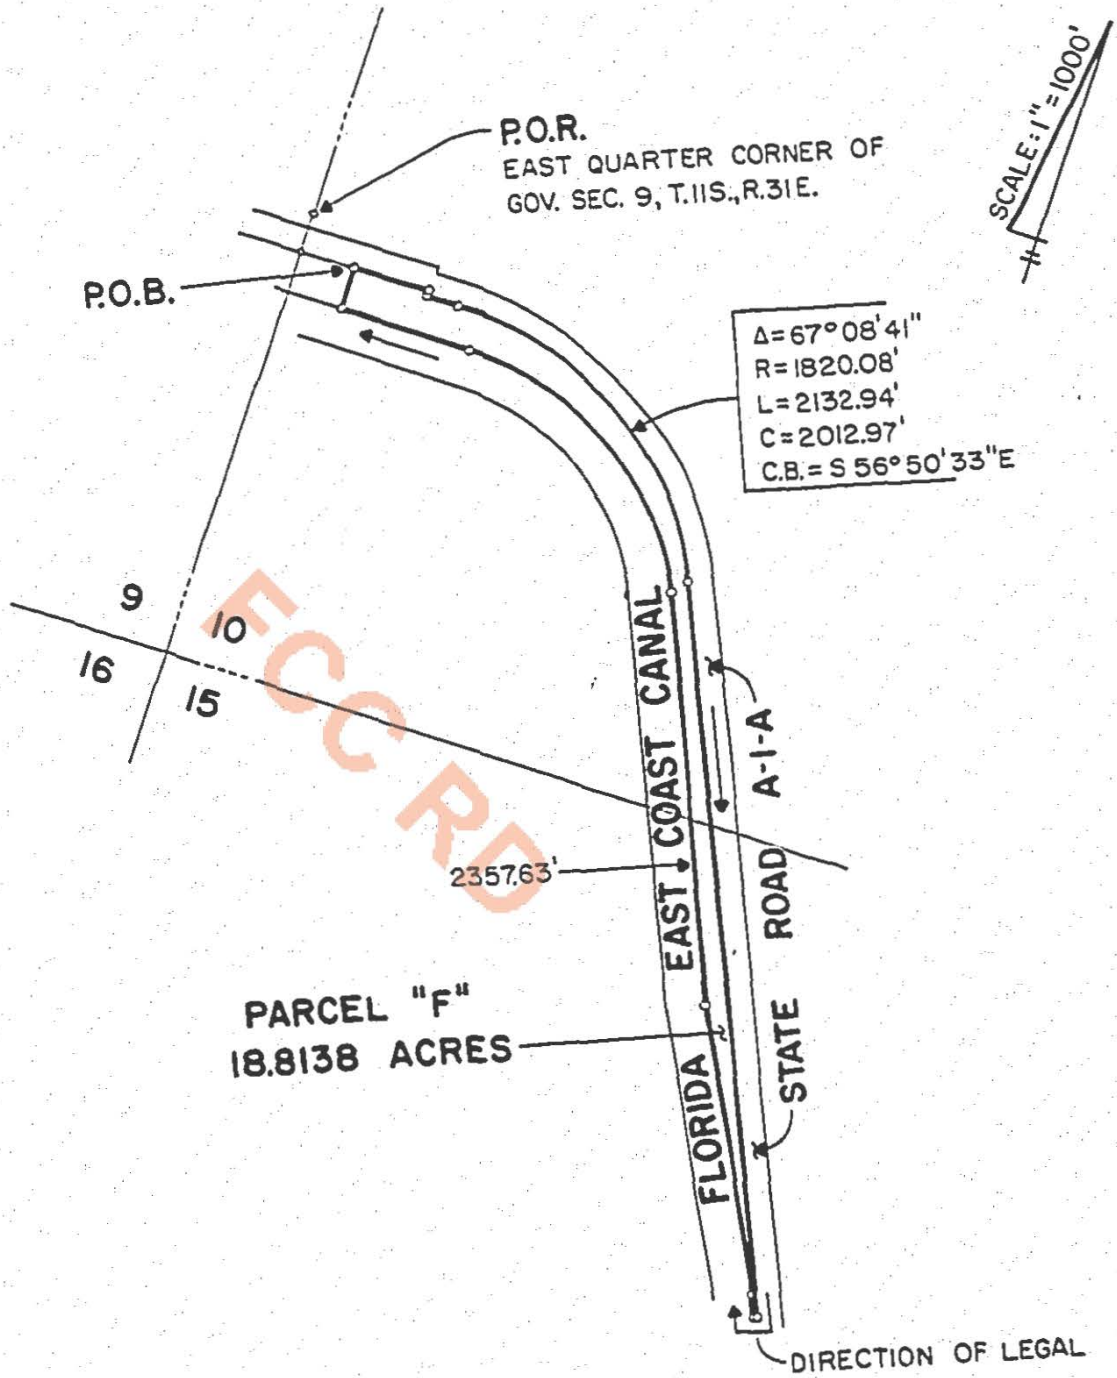 P.O.R.
EAST QUARTER CORNER OF
GOV. SEC. 9, T.11S., R.31E.
SCALE: 1" = 1000'
P.O.B.
Δ = 67° 08' 41"
R = 1820.08'
L = 2132.94'
C = 2012.97'
C.B. = S 56° 50' 33" E
9
10
16
15
FCC RD
2357.63'
PARCEL "F"
18.8138 ACRES
FLORIDA EAST COAST CANAL
STATE ROAD A-1-A
DIRECTION OF LEGAL